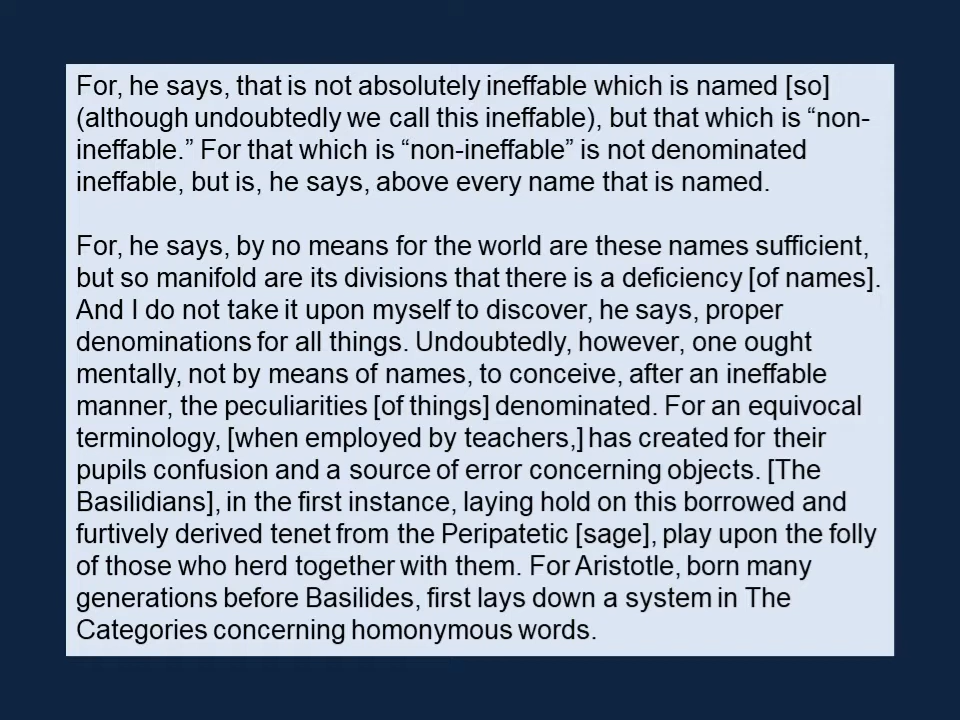 For, he says, that is not absolutely ineffable which is named [so]
(although undoubtedly we call this ineffable), but that which is “non-
ineffable.” For that which is “non-ineffable” is not denominated
ineffable, but is, he says, above every name that is named.
For, he says, by no means for the world are these names sufficient,
but so manifold are its divisions that there is a deficiency [of names].
And I do not take it upon myself to discover, he says, proper
denominations for all things. Undoubtedly, however, one ought
mentally, not by means of names, to conceive, after an ineffable
manner, the peculiarities [of things] denominated. For an equivocal
terminology, [when employed by teachers,] has created for their
pupils confusion and a source of error concerning objects. [The
Basilidians], in the first instance, laying hold on this borrowed and
furtively derived tenet from the Peripatetic [sage], play upon the folly
of those who herd together with them. For Aristotle, born many
generations before Basilides, first lays down a system in The
Categories concerning homonymous words.